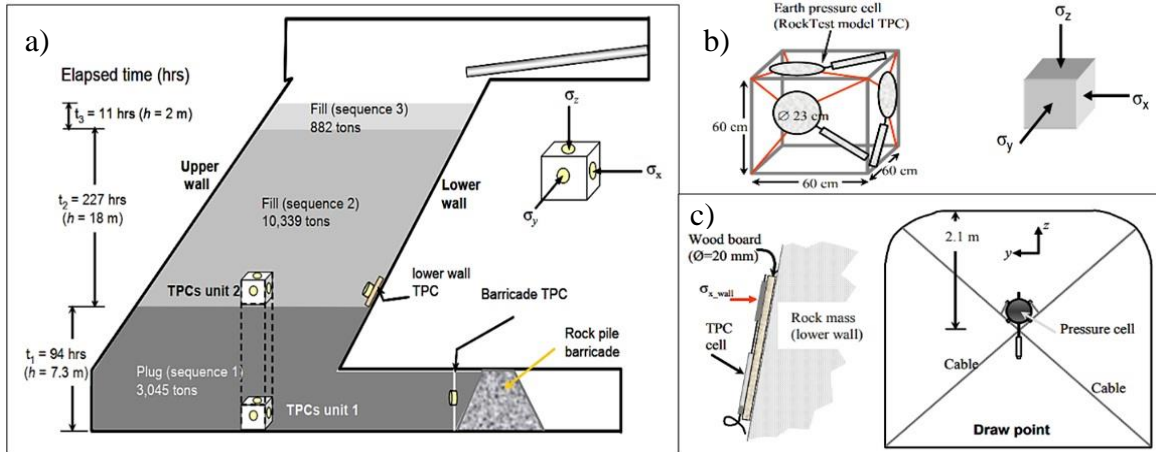 a)
Elapsed time (hrs)
t₃ = 11 hrs (h = 2 m)
Fill (sequence 3)
882 tons
Upper
wall
Lower
wall
σz
σx
σy
t₂ = 227 hrs
(h = 18 m)
Fill (sequence 2)
10,339 tons
TPCs unit 2
lower wall
TPC
Barricade TPC
Rock pile
barricade
t₁ = 94 hrs
(h = 7.3 m)
Plug (sequence 1)
3,045 tons
TPCs unit 1
b)
Earth pressure cell
(RockTest model TPC)
60 cm
Ø 23 cm
60 cm
60 cm
σz
σx
σy
c)
Wood board
(Ø=20 mm)
σx_wall
TPC
cell
Rock mass
(lower wall)
2.1 m
z
y
Pressure cell
Cable
Cable
Draw point